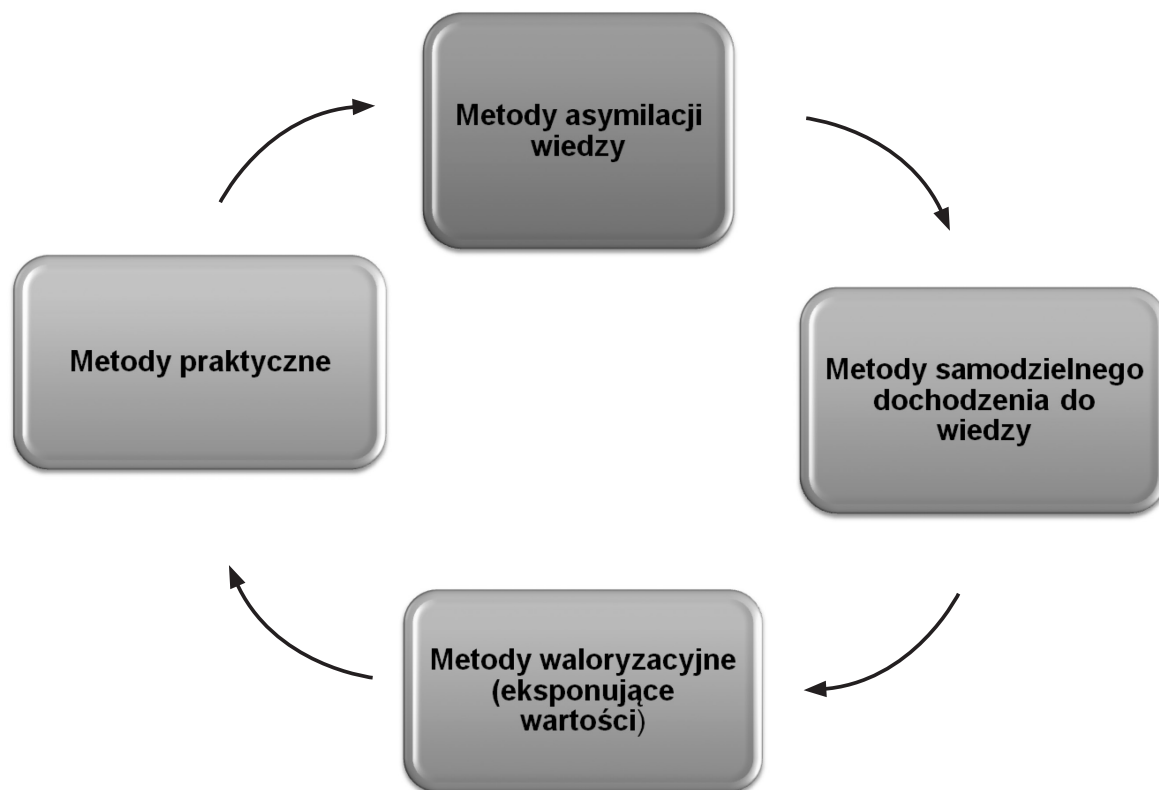 Metody asymilacji
wiedzy
Metody samodzielnego
dochodzenia do
wiedzy
Metody waloryzacyjne
(eksponujące
wartości)
Metody praktyczne